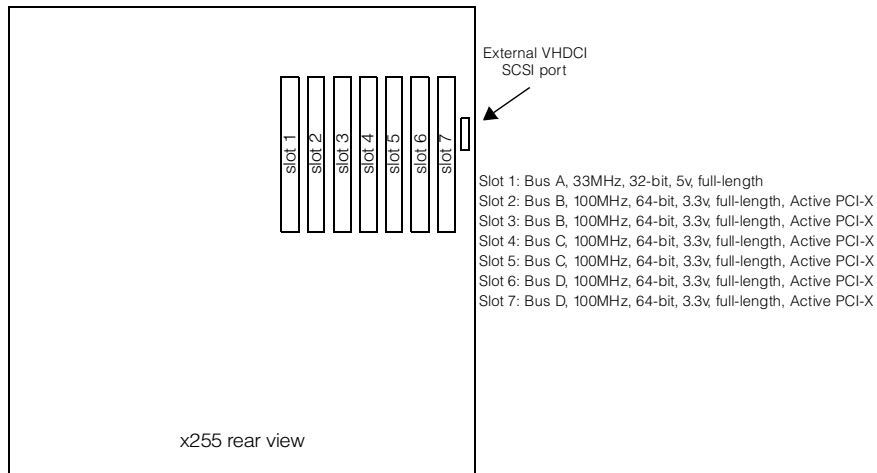 External VHDCI
SCSI port
slot 1
slot 2
slot 3
slot 4
slot 5
slot 6
slot 7
Slot 1: Bus A, 33MHz, 32-bit, 5v, full-length
Slot 2: Bus B, 100MHz, 64-bit, 3.3v, full-length, Active PCI-X
Slot 3: Bus B, 100MHz, 64-bit, 3.3v, full-length, Active PCI-X
Slot 4: Bus C, 100MHz, 64-bit, 3.3v, full-length, Active PCI-X
Slot 5: Bus C, 100MHz, 64-bit, 3.3v, full-length, Active PCI-X
Slot 6: Bus D, 100MHz, 64-bit, 3.3v, full-length, Active PCI-X
Slot 7: Bus D, 100MHz, 64-bit, 3.3v, full-length, Active PCI-X
x255 rear view